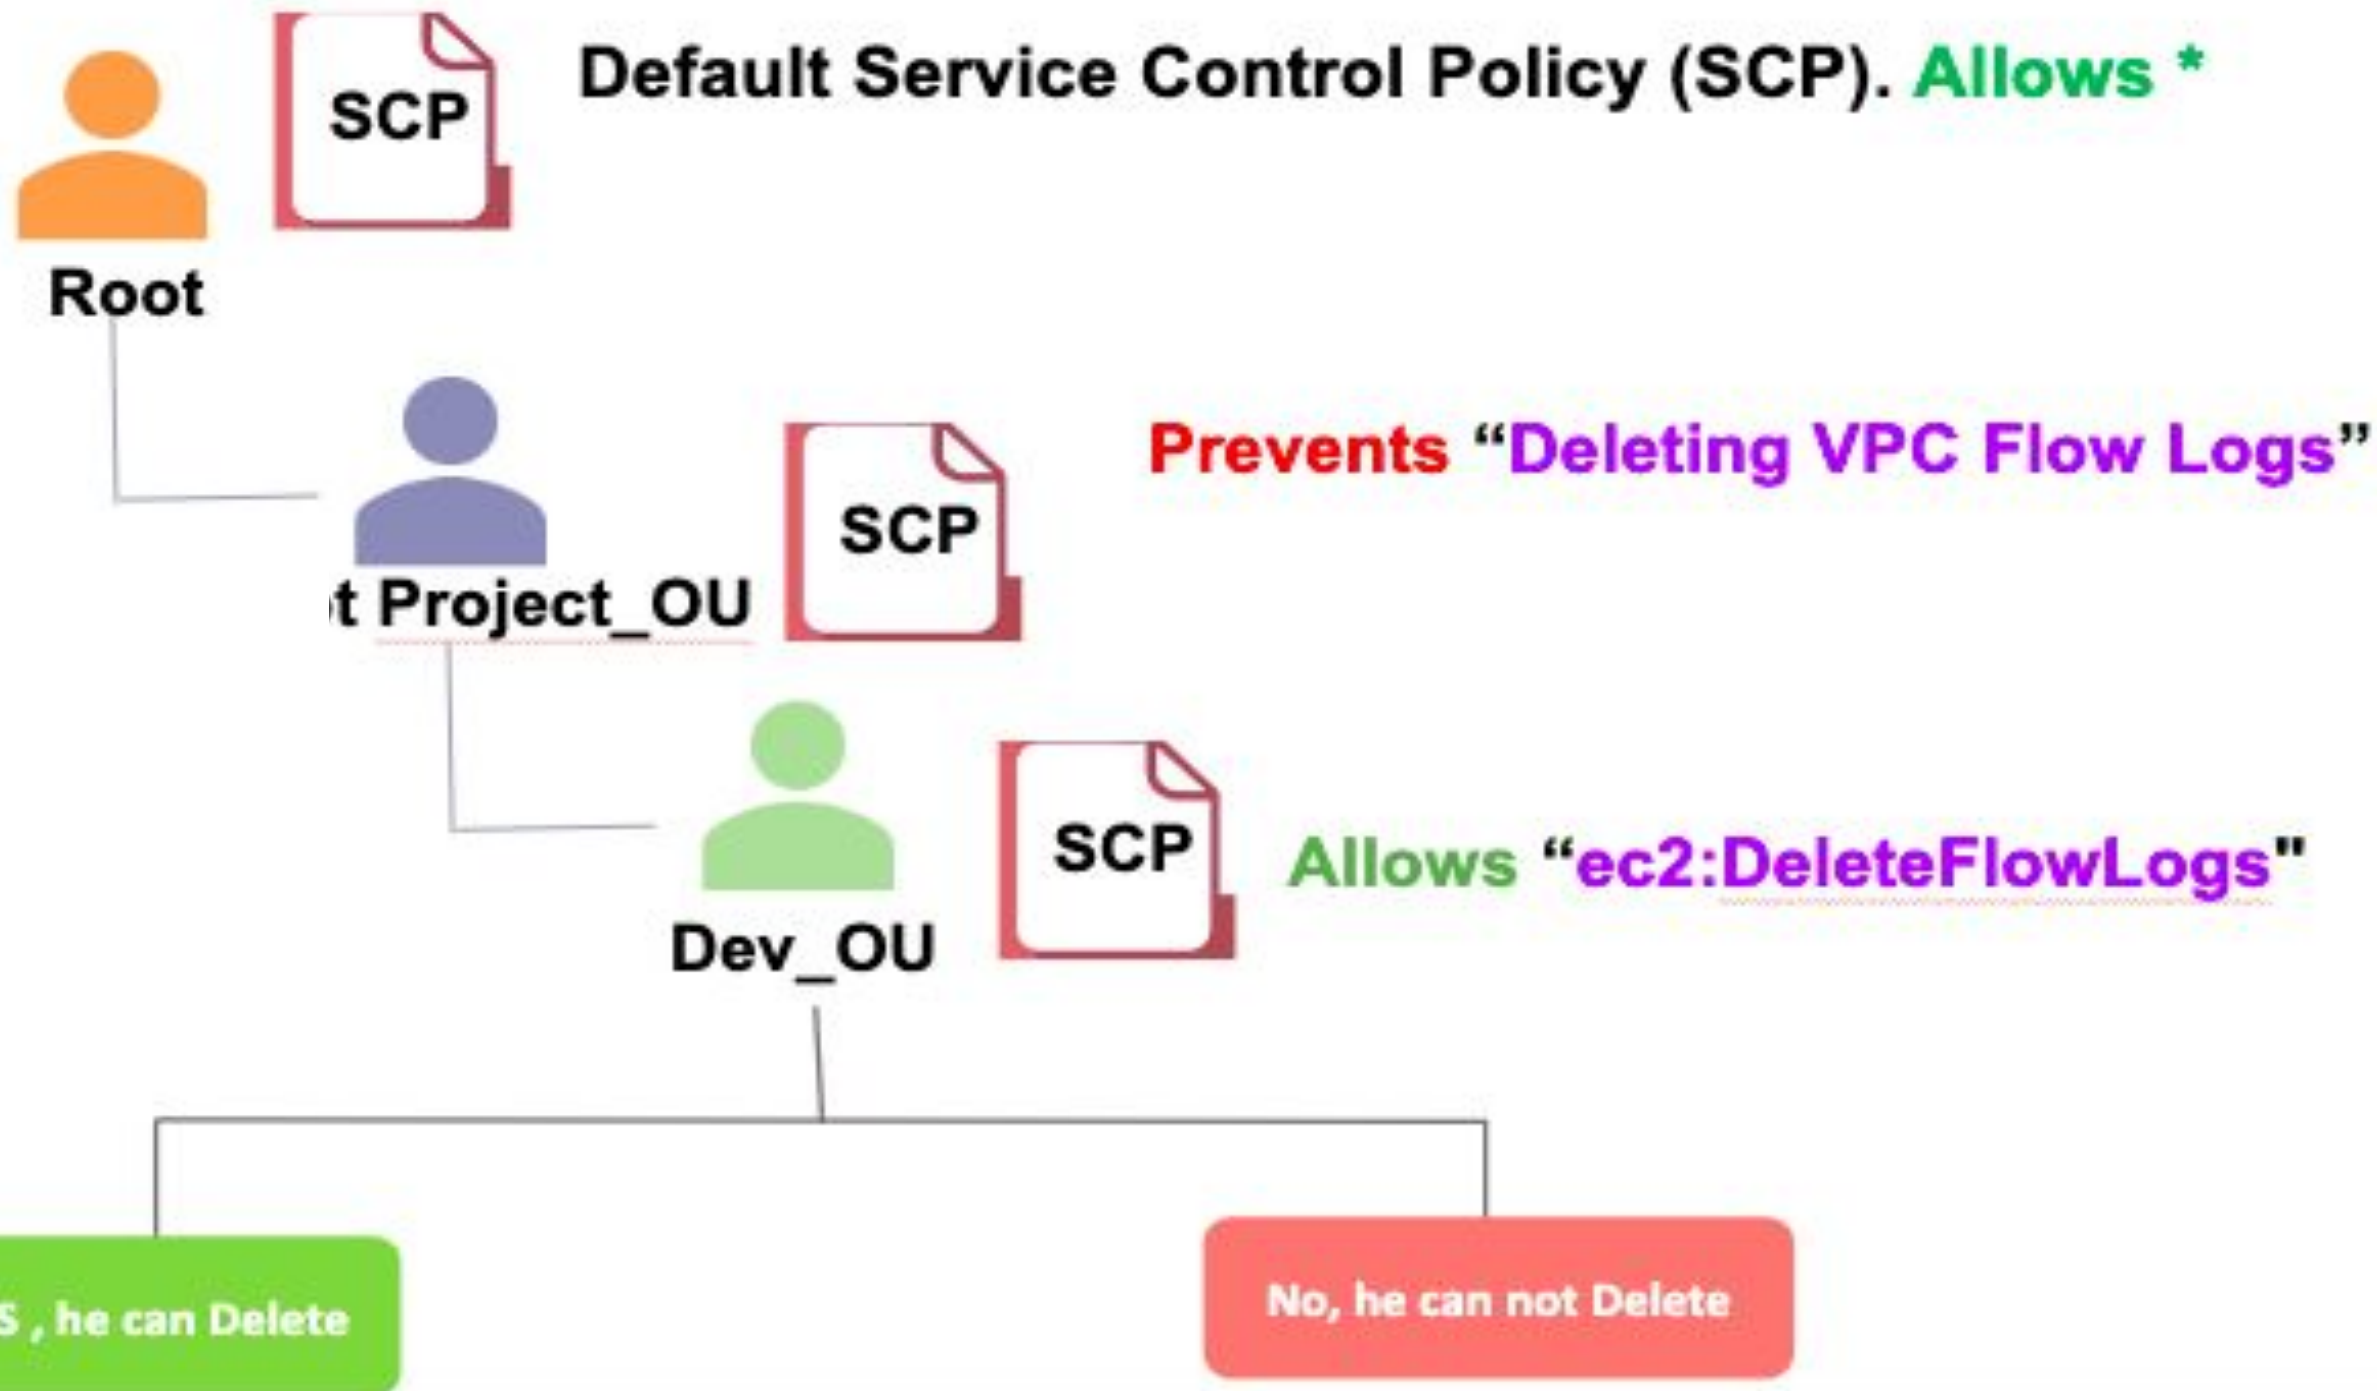 SCP
Default Service Control Policy (SCP). Allows *
Root
Prevents “Deleting VPC Flow Logs”
SCP
t Project_OU
SCP
Allows “ec2:DeleteFlowLogs"
Dev_OU
S , he can Delete
No, he can not Delete